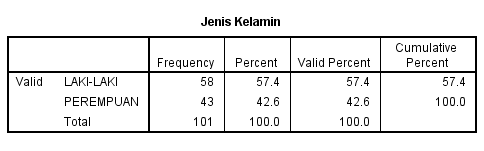 Jenis Kelamin
Frequency Percent Valid Percent Cumulative Percent
Valid LAKI-LAKI 58 57.4 57.4 57.4
PEREMPUAN 43 42.6 42.6 100.0
Total 101 100.0 100.0